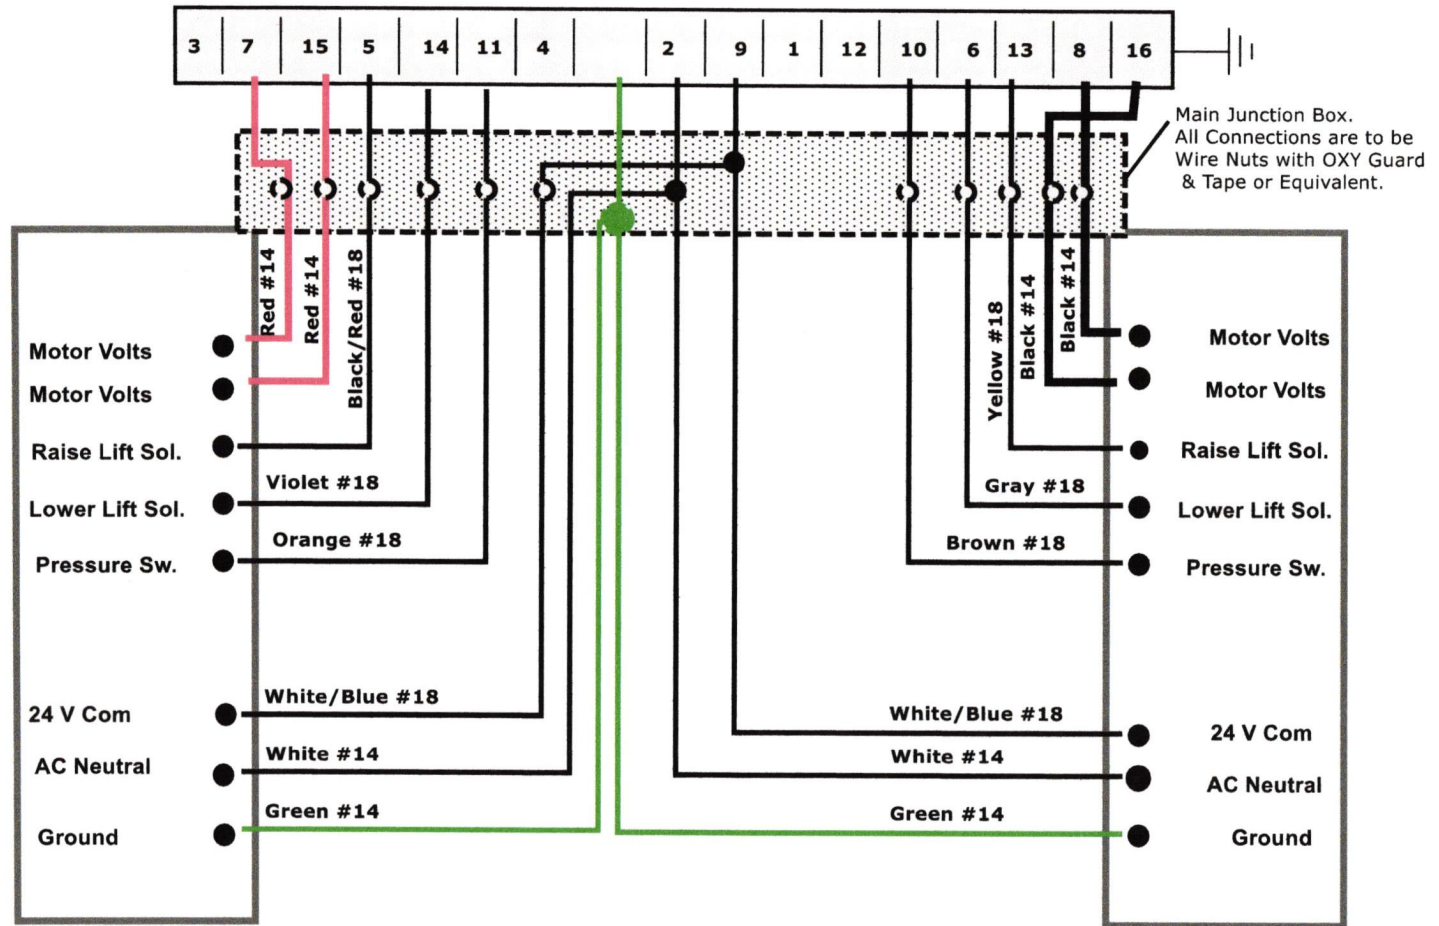 3 7 15 5 14 11 4 2 9 1 12 10 6 13 8 16
Main Junction Box.
All Connections are to be
Wire Nuts with OXY Guard
& Tape or Equivalent.
Red #14
Red #14
Black/Red #18
Yellow #18
Black #14
Black #14
Motor Volts
Motor Volts
Raise Lift Sol.
Lower Lift Sol.
Pressure Sw.
24 V Com
AC Neutral
Ground
Violet #18
Orange #18
White/Blue #18
White #14
Green #14
Gray #18
Brown #18
White/Blue #18
White #14
Green #14
Motor Volts
Motor Volts
Raise Lift Sol.
Lower Lift Sol.
Pressure Sw.
24 V Com
AC Neutral
Ground